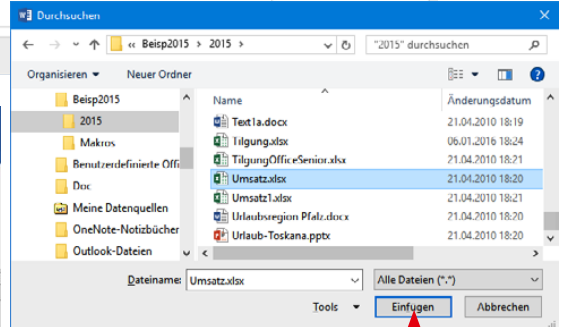 Durchsuchen
« Beisp2015 › 2015 ›
"2015" durchsuchen
Organisieren
Neuer Ordner
Beisp2015
2015
Makros
Benutzerdefinierte Offi
Doc
Meine Datenquellen
OneNote-Notizbücher
Outlook-Dateien
Name Änderungsdatum
Text1a.docx 21.04.2010 18:19
Tilgung.xlsx 06.01.2016 18:24
TilgungOfficeSenior.xlsx 21.04.2010 18:21
Umsatz.xlsx 21.04.2010 18:20
Umsatz1.xlsx 21.04.2010 18:21
Urlaubsregion Pfalz.docx 21.04.2010 18:20
Urlaub-Toskana.pptx 21.04.2010 18:20
Dateiname: Umsatz.xlsx
Alle Dateien (*.*)
Tools
Einfügen
Abbrechen